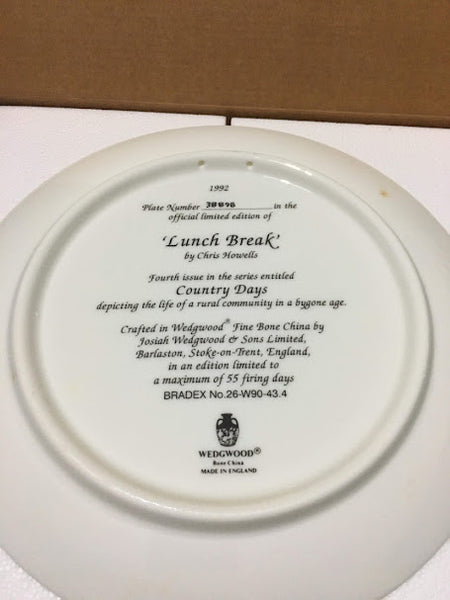 1992
Plate Number in the
official limited edition of
'Lunch Break'
by Chris Howells
Fourth issue in the series entitled
Country Days
depicting the life of a rural community in a bygone age.
Crafted in Wedgwood® Fine Bone China by
Josiah Wedgwood & Sons Limited,
Barlaston, Stoke-on-Trent, England,
in an edition limited to
a maximum of 55 firing days
BRADEX No.26-W90-43.4
WEDGWOOD®
Bone China
MADE IN ENGLAND